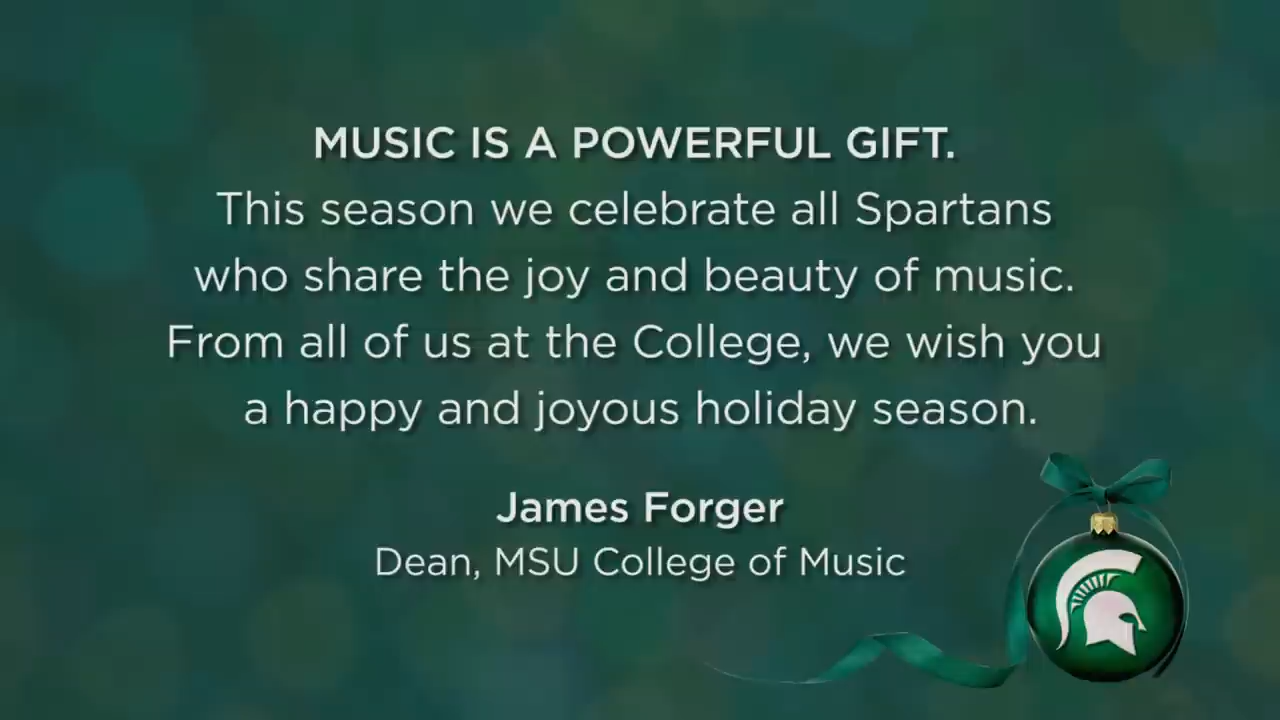 MUSIC IS A POWERFUL GIFT.
This season we celebrate all Spartans
who share the joy and beauty of music.
From all of us at the College, we wish you
a happy and joyous holiday season.
James Forger
Dean, MSU College of Music